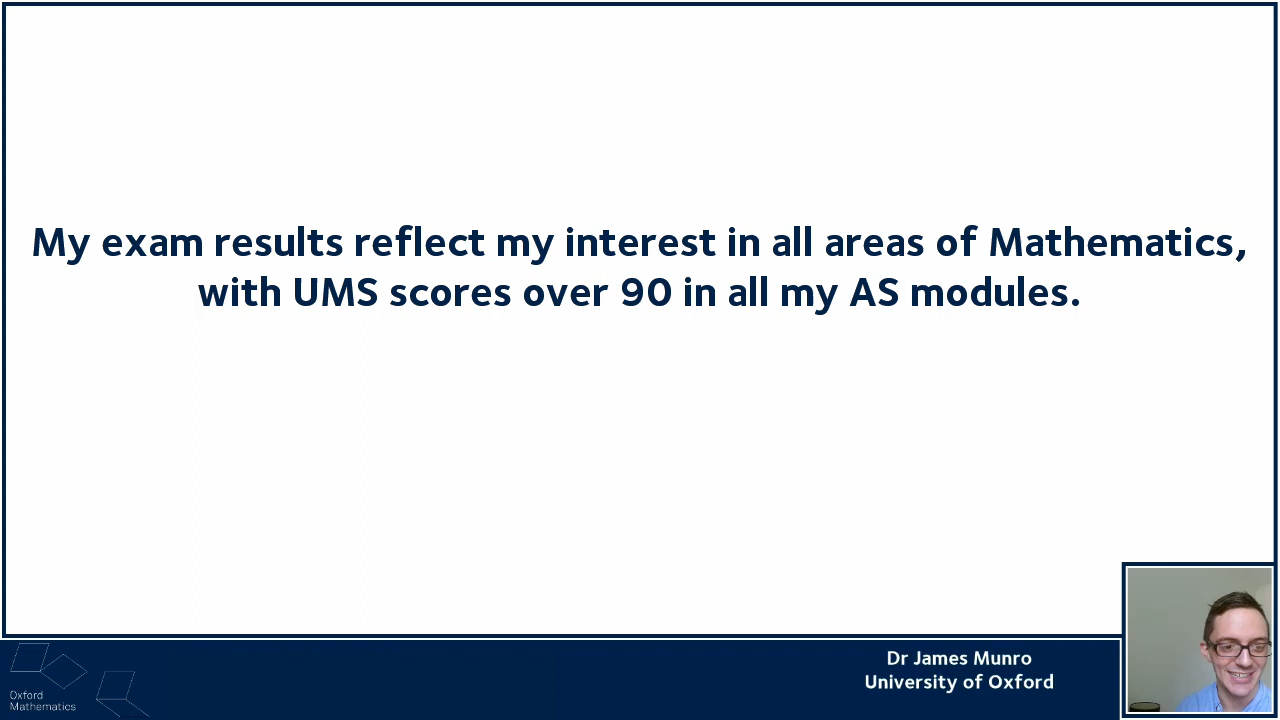 My exam results reflect my interest in all areas of Mathematics,
with UMS scores over 90 in all my AS modules.
Dr James Munro
University of Oxford
Oxford
Mathematics